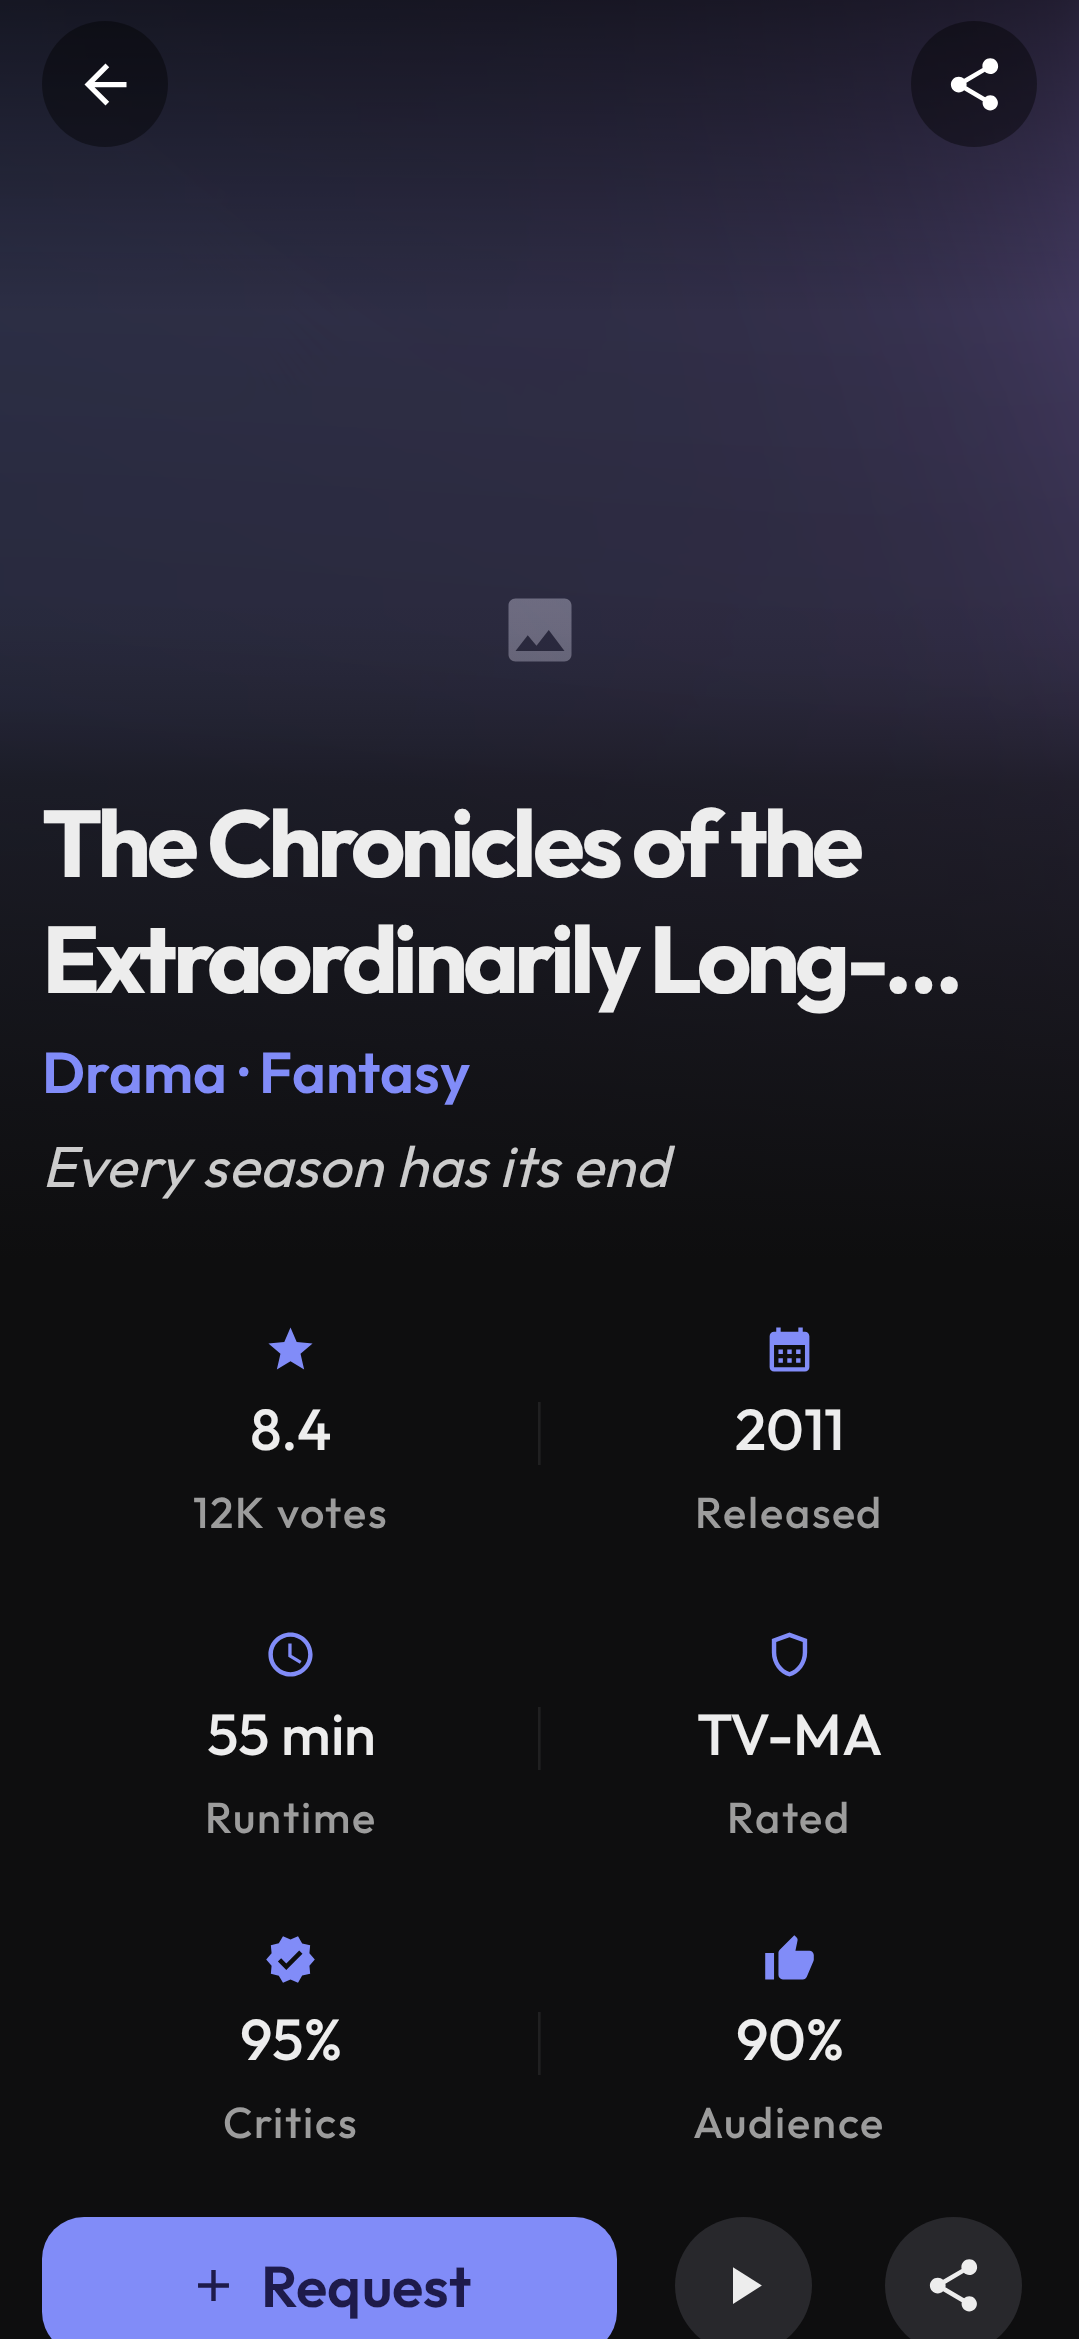 The Chronicles of the
Extraordinarily Long-...
Drama · Fantasy
Every season has its end
8.4
2011
12K votes
Released
55 min
TV-MA
Runtime
Rated
95%
90%
Critics
Audience
+ Request